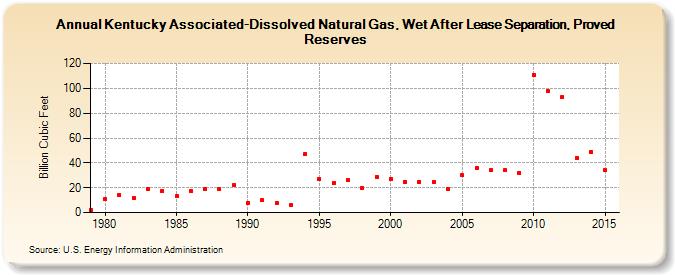 Annual Kentucky Associated-Dissolved Natural Gas, Wet After Lease Separation, Proved
Reserves
Billion Cubic Feet
120
100
80
60
40
20
0
1980 1985 1990 1995 2000 2005 2010 2015
Source: U.S. Energy Information Administration